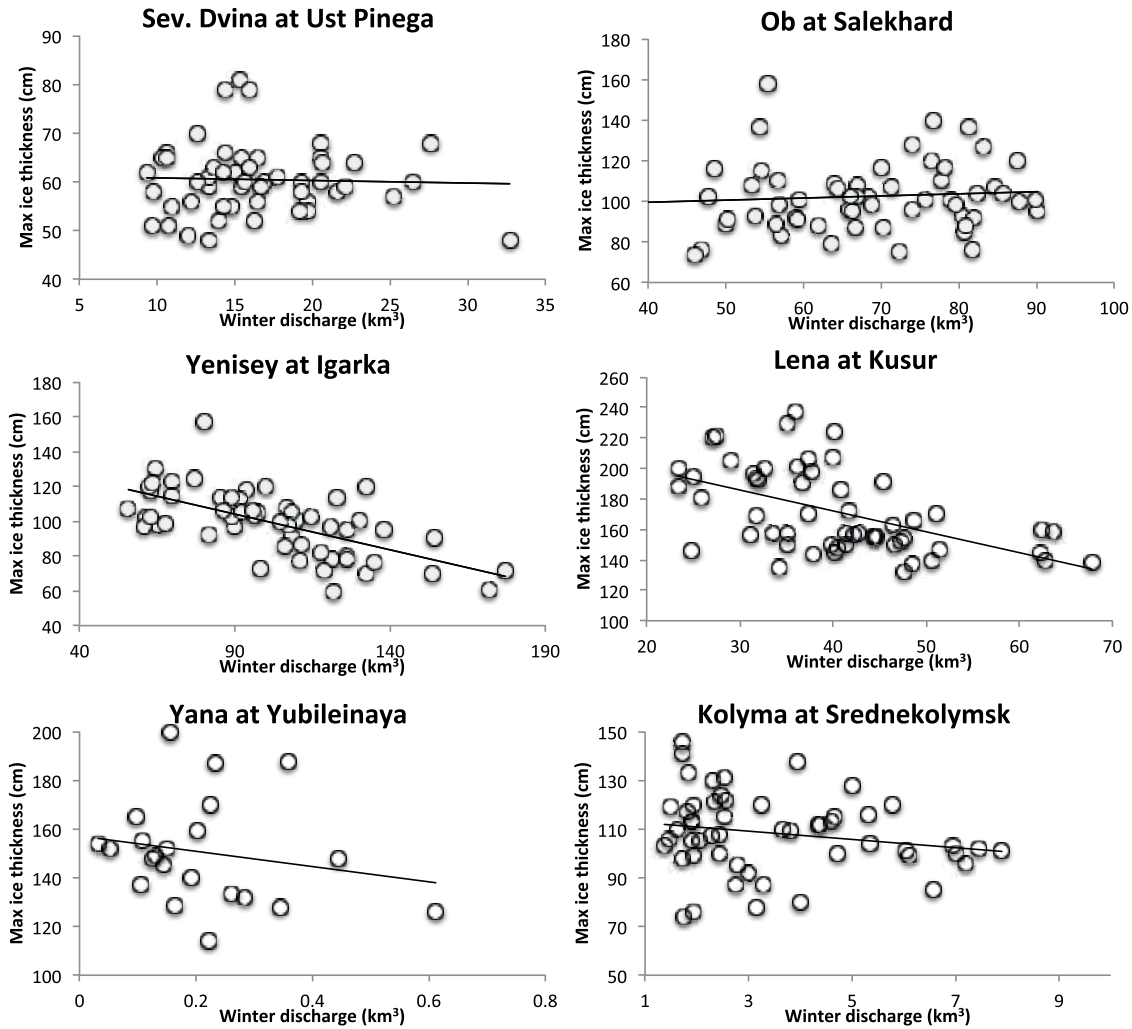 Sev. Dvina at Ust Pinega
Max ice thickness (cm)
90
80
70
60
50
40
5 10 15 20 25 30 35
Winter discharge (km³)
Ob at Salekhard
Max ice thickness (cm)
180
160
140
120
100
80
60
40 50 60 70 80 90 100
Winter discharge (km³)
Yenisey at Igarka
Max ice thickness (cm)
180
160
140
120
100
80
60
40
40 90 140 190
Winter discharge (km³)
Lena at Kusur
Max ice thickness (cm)
260
240
220
200
180
160
140
120
100
20 30 40 50 60 70
Winter discharge (km³)
Yana at Yubileinaya
Max ice thickness (cm)
200
180
160
140
120
100
0 0.2 0.4 0.6 0.8
Winter discharge (km³)
Kolyma at Srednekolymsk
Max ice thickness (cm)
150
130
110
90
70
50
1 3 5 7 9
Winter discharge (km³)